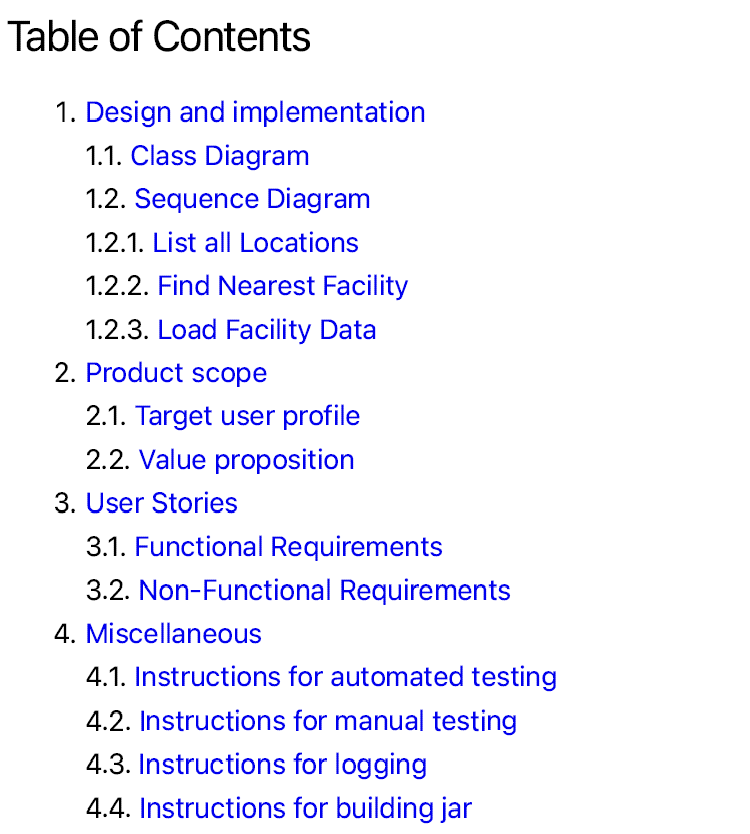 Table of Contents
1. Design and implementation
1.1. Class Diagram
1.2. Sequence Diagram
1.2.1. List all Locations
1.2.2. Find Nearest Facility
1.2.3. Load Facility Data
2. Product scope
2.1. Target user profile
2.2. Value proposition
3. User Stories
3.1. Functional Requirements
3.2. Non-Functional Requirements
4. Miscellaneous
4.1. Instructions for automated testing
4.2. Instructions for manual testing
4.3. Instructions for logging
4.4. Instructions for building jar